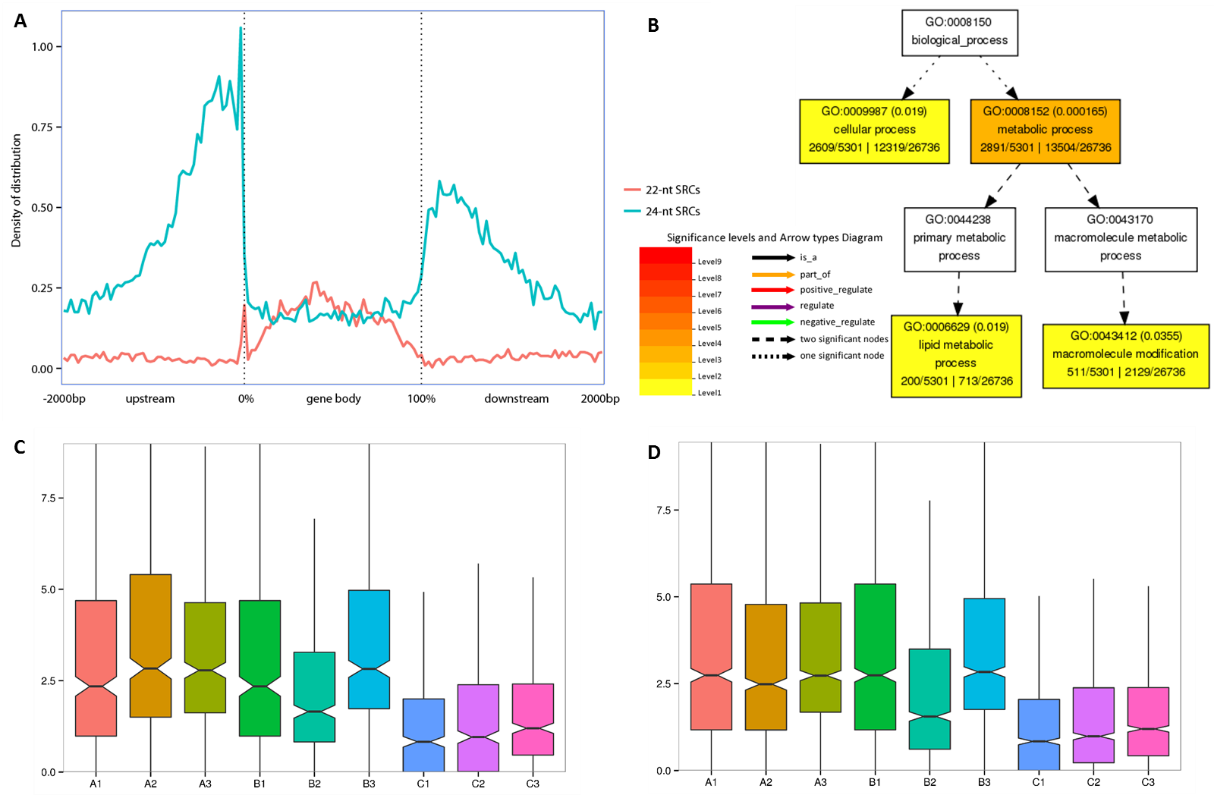 A
1.00
0.75
0.50
0.25
0.00
Density of distribution
-2000bp upstream 0% gene body 100% downstream 2000bp
22-nt SRCs
24-nt SRCs
B
GO:0008150
biological_process
GO:0009987 (0.019)
cellular process
2609/5301 | 12319/26736
GO:0008152 (0.000165)
metabolic process
2891/5301 | 13504/26736
GO:0044238
primary metabolic
process
GO:0043170
macromolecule metabolic
process
GO:0006629 (0.019)
lipid metabolic
process
200/5301 | 713/26736
GO:0043412 (0.0355)
macromolecule modification
511/5301 | 2129/26736
Significance levels and Arrow types Diagram
Level9
Level8
Level7
Level6
Level5
Level4
Level3
Level2
Level1
is_a
part_of
positive_regulate
regulate
negative_regulate
two significant nodes
one significant node
C
7.5
5.0
2.5
0.0
A1 A2 A3 B1 B2 B3 C1 C2 C3
D
7.5
5.0
2.5
0.0
A1 A2 A3 B1 B2 B3 C1 C2 C3